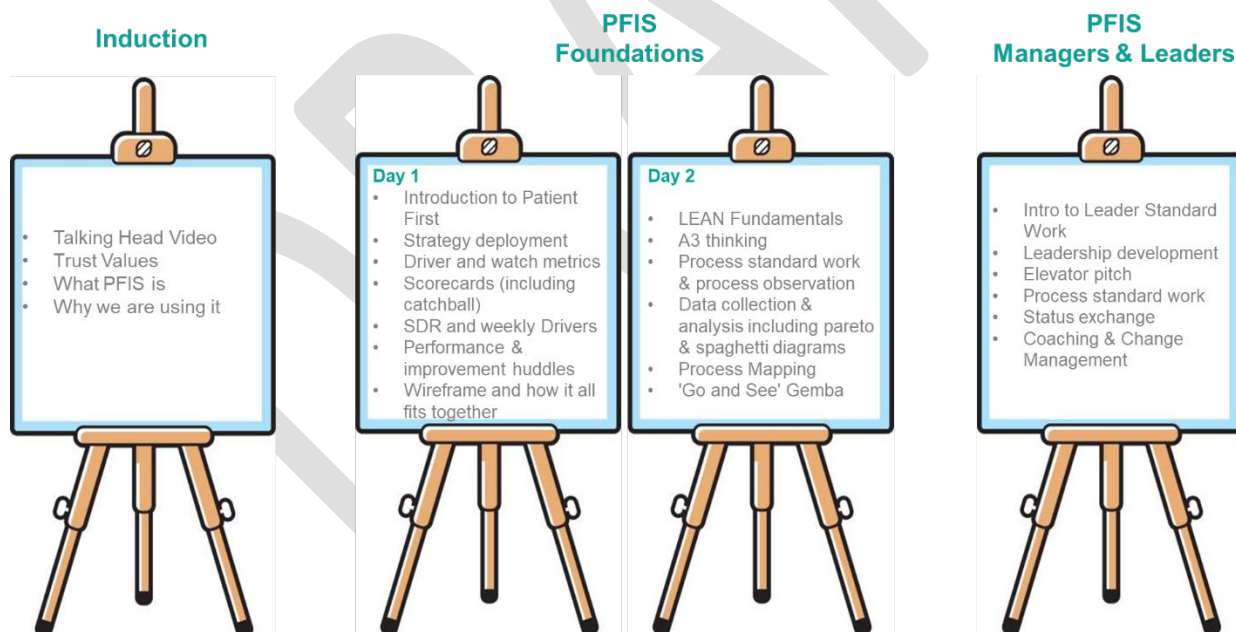 Induction
• Talking Head Video
• Trust Values
• What PFIS is
• Why we are using it
PFIS
Foundations
Day 1
• Introduction to Patient
First
• Strategy deployment
• Driver and watch metrics
• Scorecards (including
catchball)
• SDR and weekly Drivers
• Performance &
improvement huddles
• Wireframe and how it all
fits together
Day 2
• LEAN Fundamentals
• A3 thinking
• Process standard work
& process observation
• Data collection &
analysis including pareto
& spaghetti diagrams
• Process Mapping
• 'Go and See' Gemba
PFIS
Managers & Leaders
• Intro to Leader Standard
Work
• Leadership development
• Elevator pitch
• Process standard work
• Status exchange
• Coaching & Change
Management